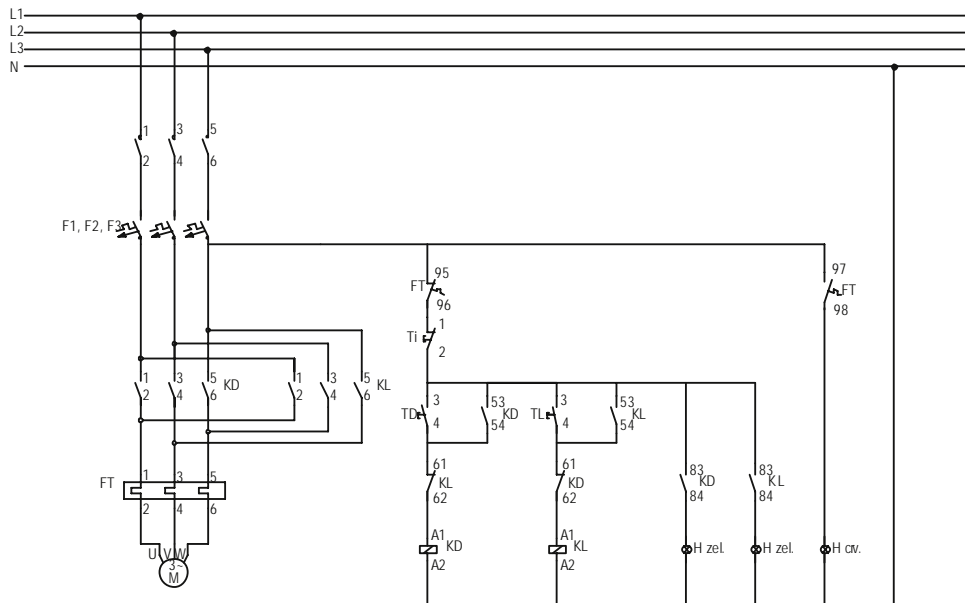 L1
L2
L3
N
1 3 5
2 4 6
F1, F2, F3
95 97
FT FT
96 98
1
Ti
2
1 3 5 KD 1 3 5 KL
2 4 6 2 4 6
3 53 3 53
TD KD TL KL
4 54 4 54
61 61
KL KD
62 62
83 83
KD KL
84 84
FT 1 3 5
2 4 6
A1 A1
KD KL
A2 A2
H zel. H zel. H crv.
U V W
3~
M